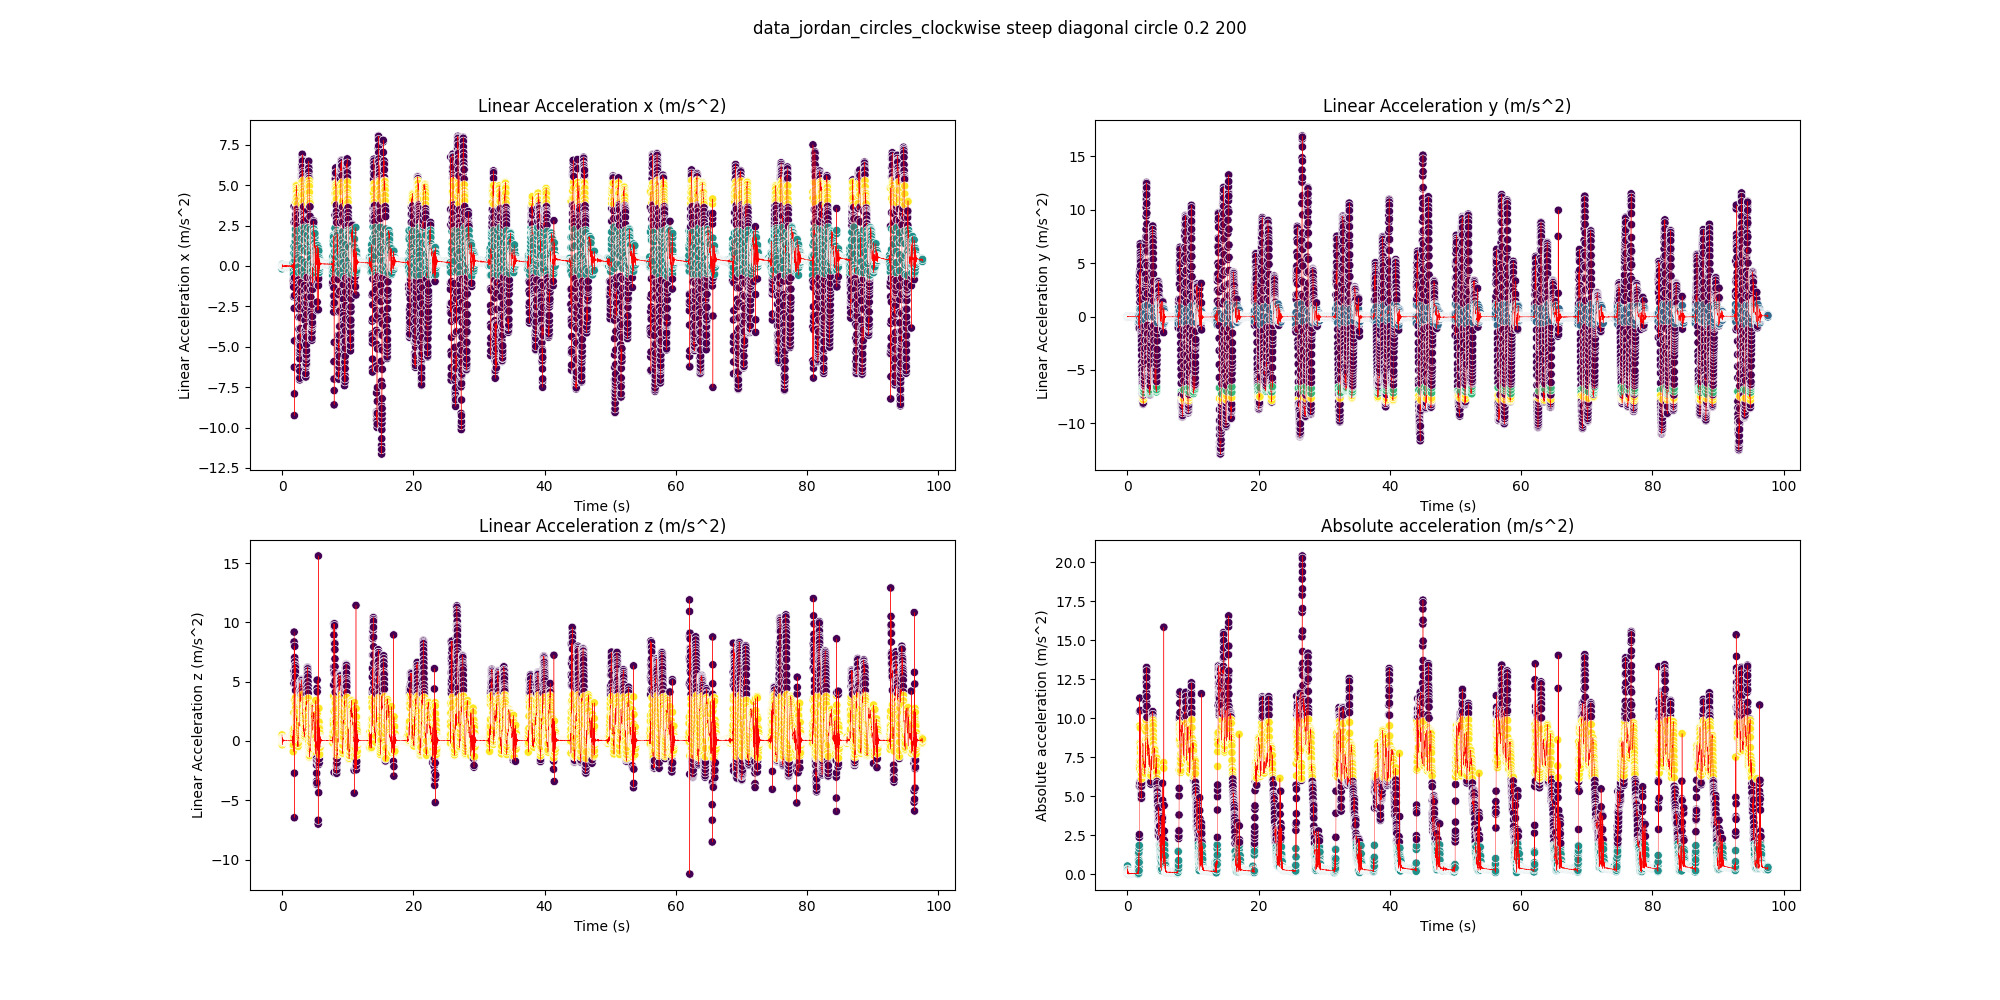 data_jordan_circles_clockwise steep diagonal circle 0.2 200
Linear Acceleration x (m/s^2)
Linear Acceleration x (m/s^2)
7.5
5.0
2.5
0.0
−2.5
−5.0
−7.5
−10.0
−12.5
0 20 40 60 80 100
Time (s)
Linear Acceleration y (m/s^2)
Linear Acceleration y (m/s^2)
15
10
5
0
−5
−10
0 20 40 60 80 100
Time (s)
Linear Acceleration z (m/s^2)
Linear Acceleration z (m/s^2)
15
10
5
0
−5
−10
0 20 40 60 80 100
Time (s)
Absolute acceleration (m/s^2)
Absolute acceleration (m/s^2)
20.0
17.5
15.0
12.5
10.0
7.5
5.0
2.5
0.0
0 20 40 60 80 100
Time (s)